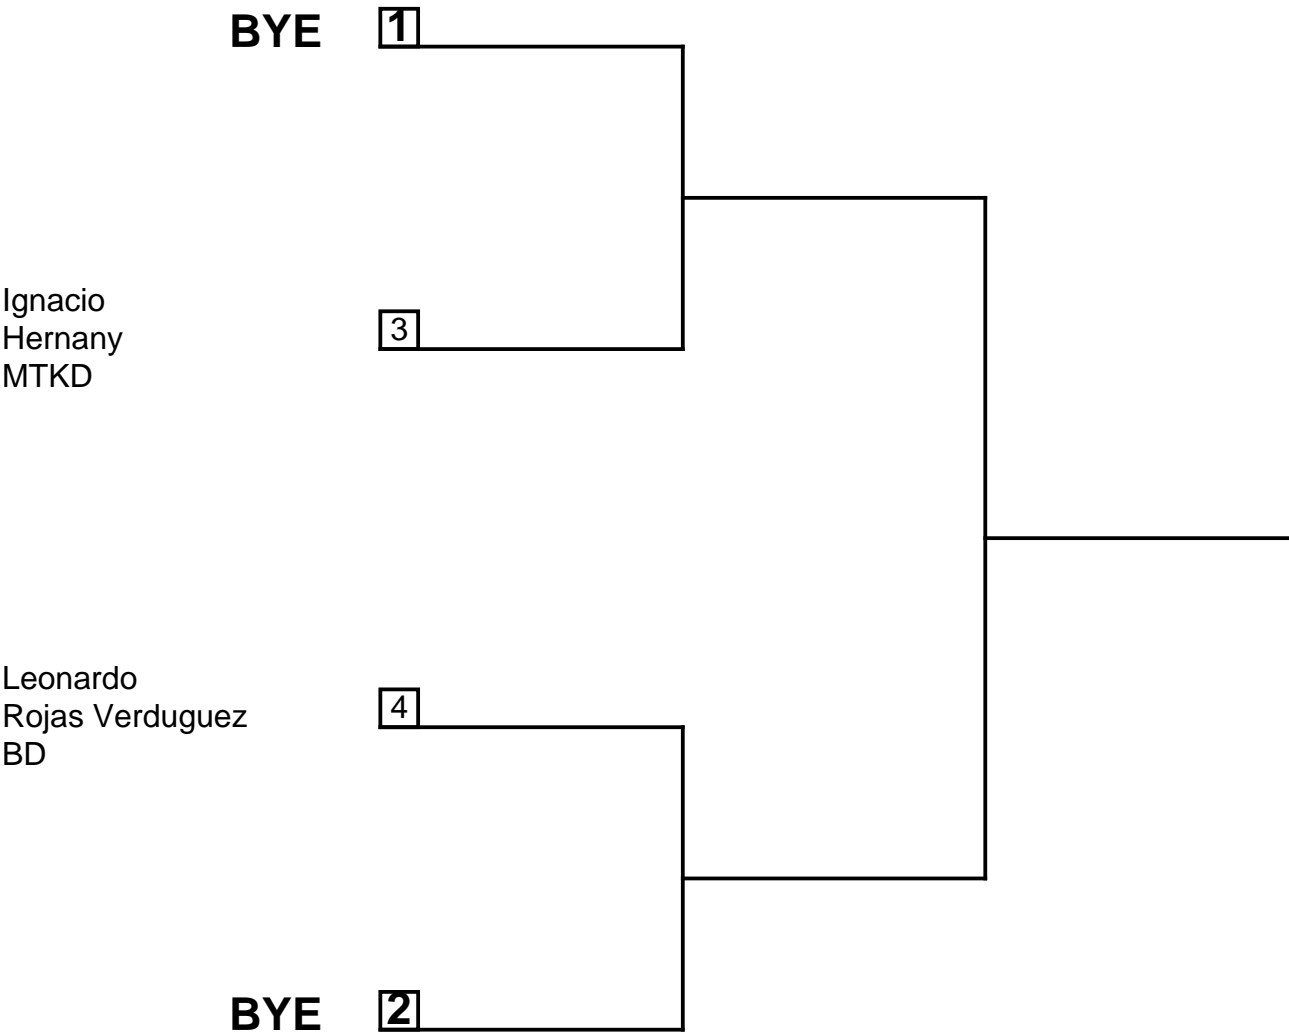 BYE 1
Ignacio
Hernany 3
MTKD
Leonardo
Rojas Verduguez 4
BD
BYE 2